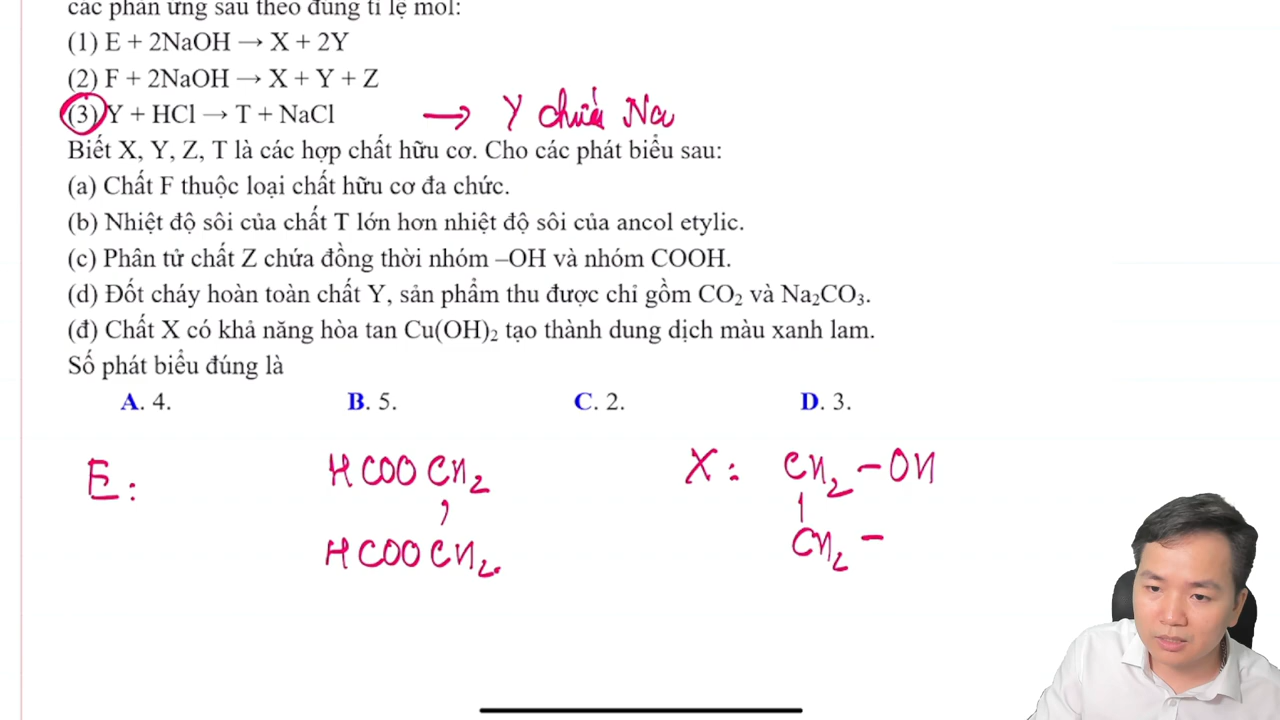 các phản ứng sau theo đúng tỉ lệ mol:
(1) E + 2NaOH → X + 2Y
(2) F + 2NaOH → X + Y + Z
(3) Y + HCl → T + NaCl → Y chứa Na
Biết X, Y, Z, T là các hợp chất hữu cơ. Cho các phát biểu sau:
(a) Chất F thuộc loại chất hữu cơ đa chức.
(b) Nhiệt độ sôi của chất T lớn hơn nhiệt độ sôi của ancol etylic.
(c) Phân tử chất Z chứa đồng thời nhóm –OH và nhóm COOH.
(d) Đốt cháy hoàn toàn chất Y, sản phẩm thu được chỉ gồm CO₂ và Na₂CO₃.
(đ) Chất X có khả năng hòa tan Cu(OH)₂ tạo thành dung dịch màu xanh lam.
Số phát biểu đúng là
A. 4. B. 5. C. 2. D. 3.
E: HCOOCH₂ X: CH₂ – OH
HCOOCH₂ CH₂ –